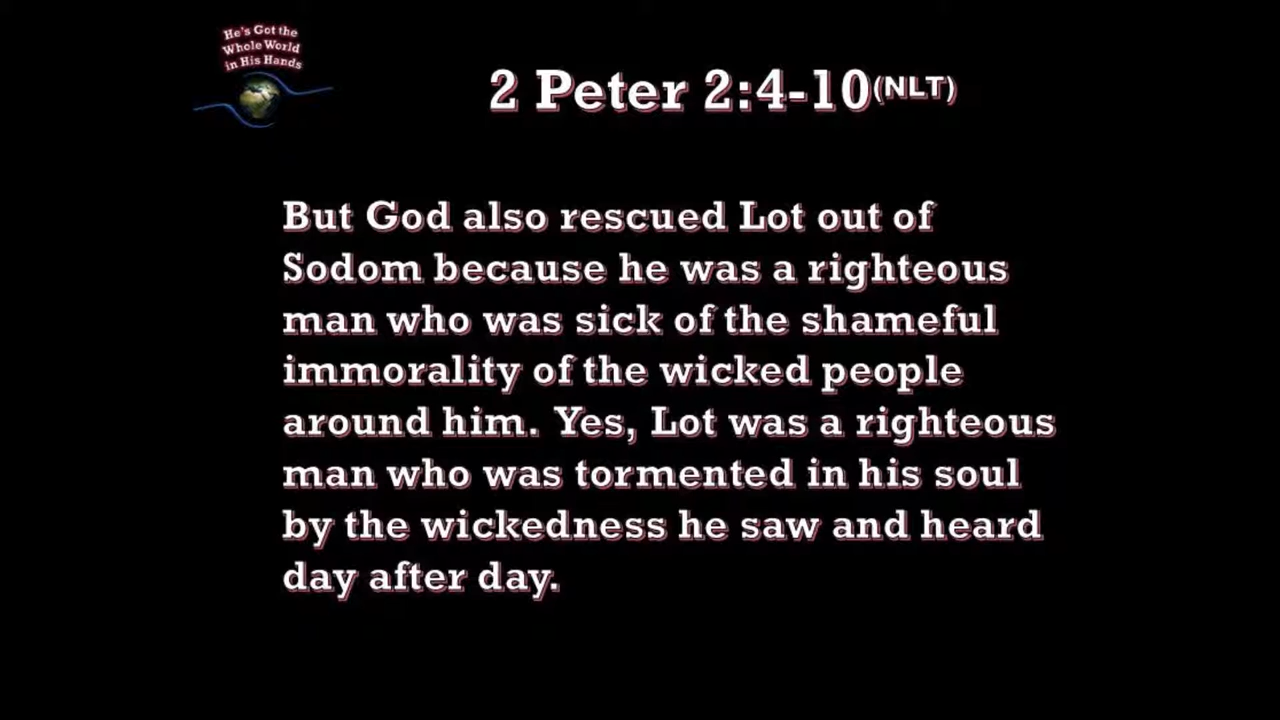 He's Got the
Whole World
in His Hands
2 Peter 2:4-10(NLT)
But God also rescued Lot out of
Sodom because he was a righteous
man who was sick of the shameful
immorality of the wicked people
around him. Yes, Lot was a righteous
man who was tormented in his soul
by the wickedness he saw and heard
day after day.